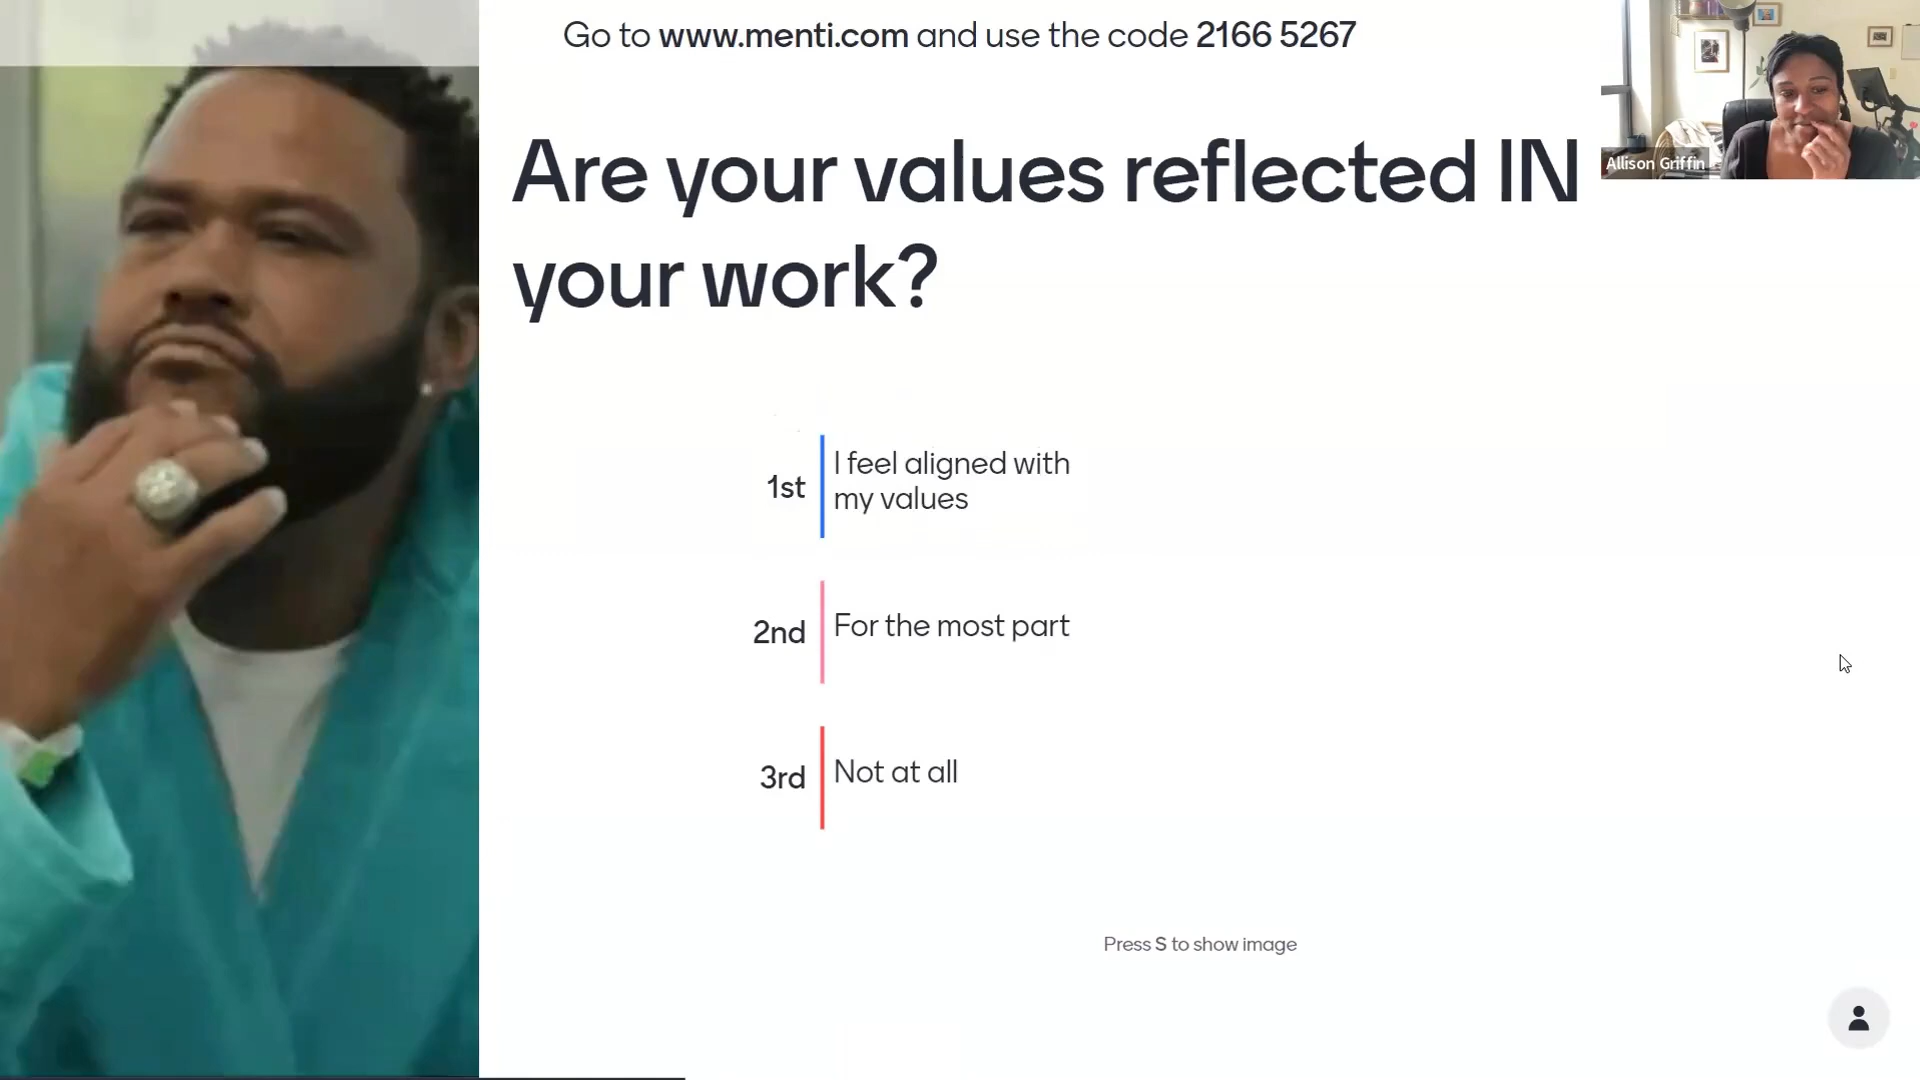 Go to www.menti.com and use the code 2166 5267
Are your values reflected IN
your work?
Allison Griffin
1st
I feel aligned with
my values
2nd
For the most part
3rd
Not at all
Press S to show image